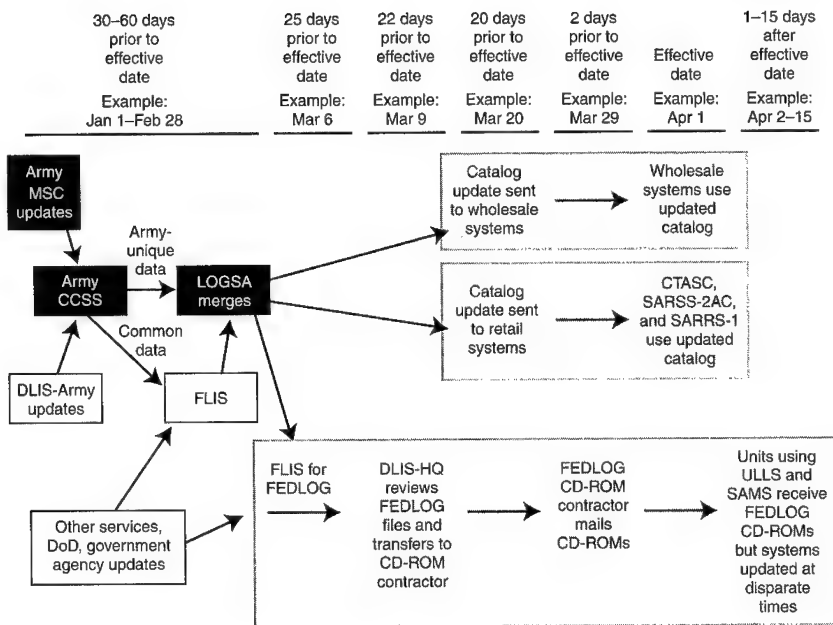 30–60 days
prior to
effective
date
Example:
Jan 1–Feb 28
25 days
prior to
effective
date
Example:
Mar 6
22 days
prior to
effective
date
Example:
Mar 9
20 days
prior to
effective
date
Example:
Mar 20
2 days
prior to
effective
date
Example:
Mar 29
Effective
date
Example:
Apr 1
1–15 days
after
effective
date
Example:
Apr 2–15
Army
MSC
updates
Army-
unique
data
Army
CCSS
LOGSA
merges
Common
data
DLIS-Army
updates
FLIS
Other services,
DoD, government
agency updates
Catalog
update sent
to wholesale
systems
Wholesale
systems use
updated
catalog
Catalog
update sent
to retail
systems
CTASC,
SARSS-2AC,
and SARRS-1
use updated
catalog
FLIS for
FEDLOG
DLIS-HQ
reviews
FEDLOG
files and
transfers to
CD-ROM
contractor
FEDLOG
CD-ROM
contractor
mails
CD-ROMs
Units using
ULLS and
SAMS receive
FEDLOG
CD-ROMs
but systems
updated at
disparate
times